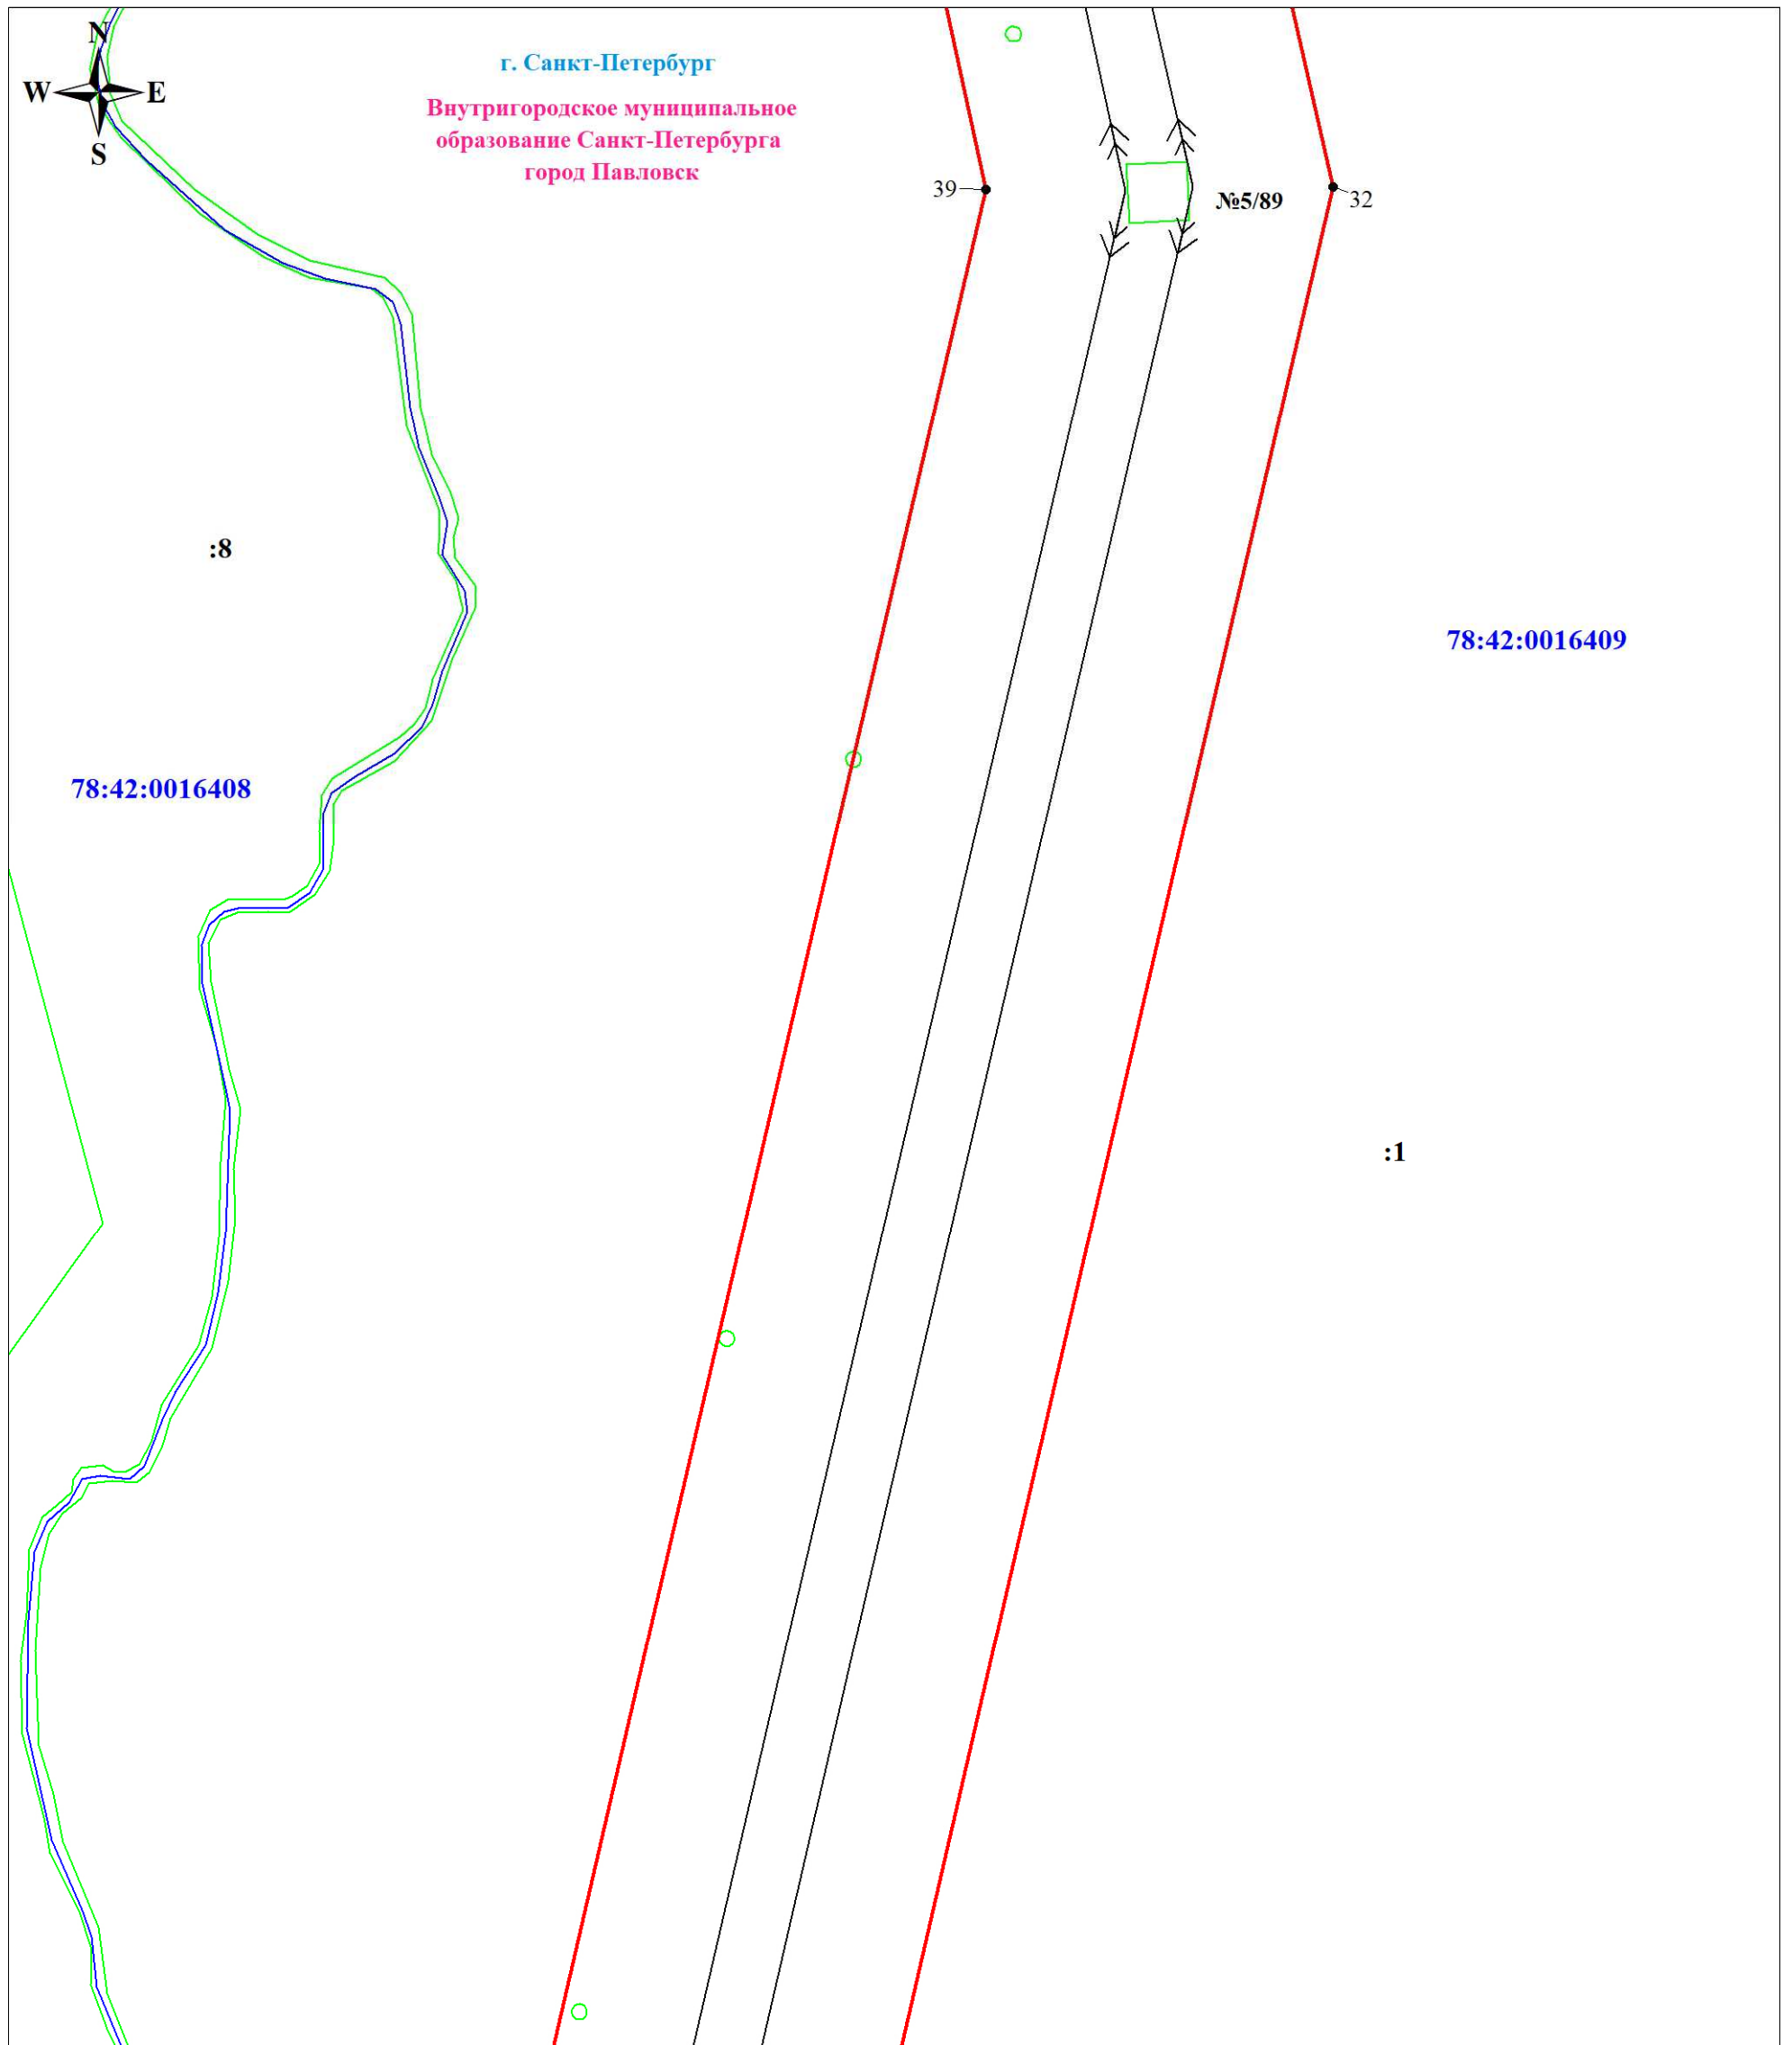 N
W E
S
г. Санкт-Петербург
Внутригородское муниципальное
образование Санкт-Петербурга
город Павловск
39
№5/89
32
:8
78:42:0016409
78:42:0016408
:1